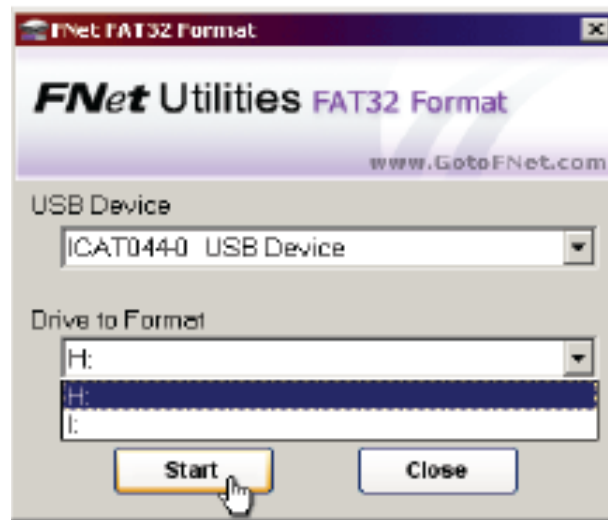 FNet FAT32 Format
FNet Utilities FAT32 Format
www.GotoFNet.com
USB Device
ICAT0440 USB Device
Drive to Format
H:
H:
I:
Start Close